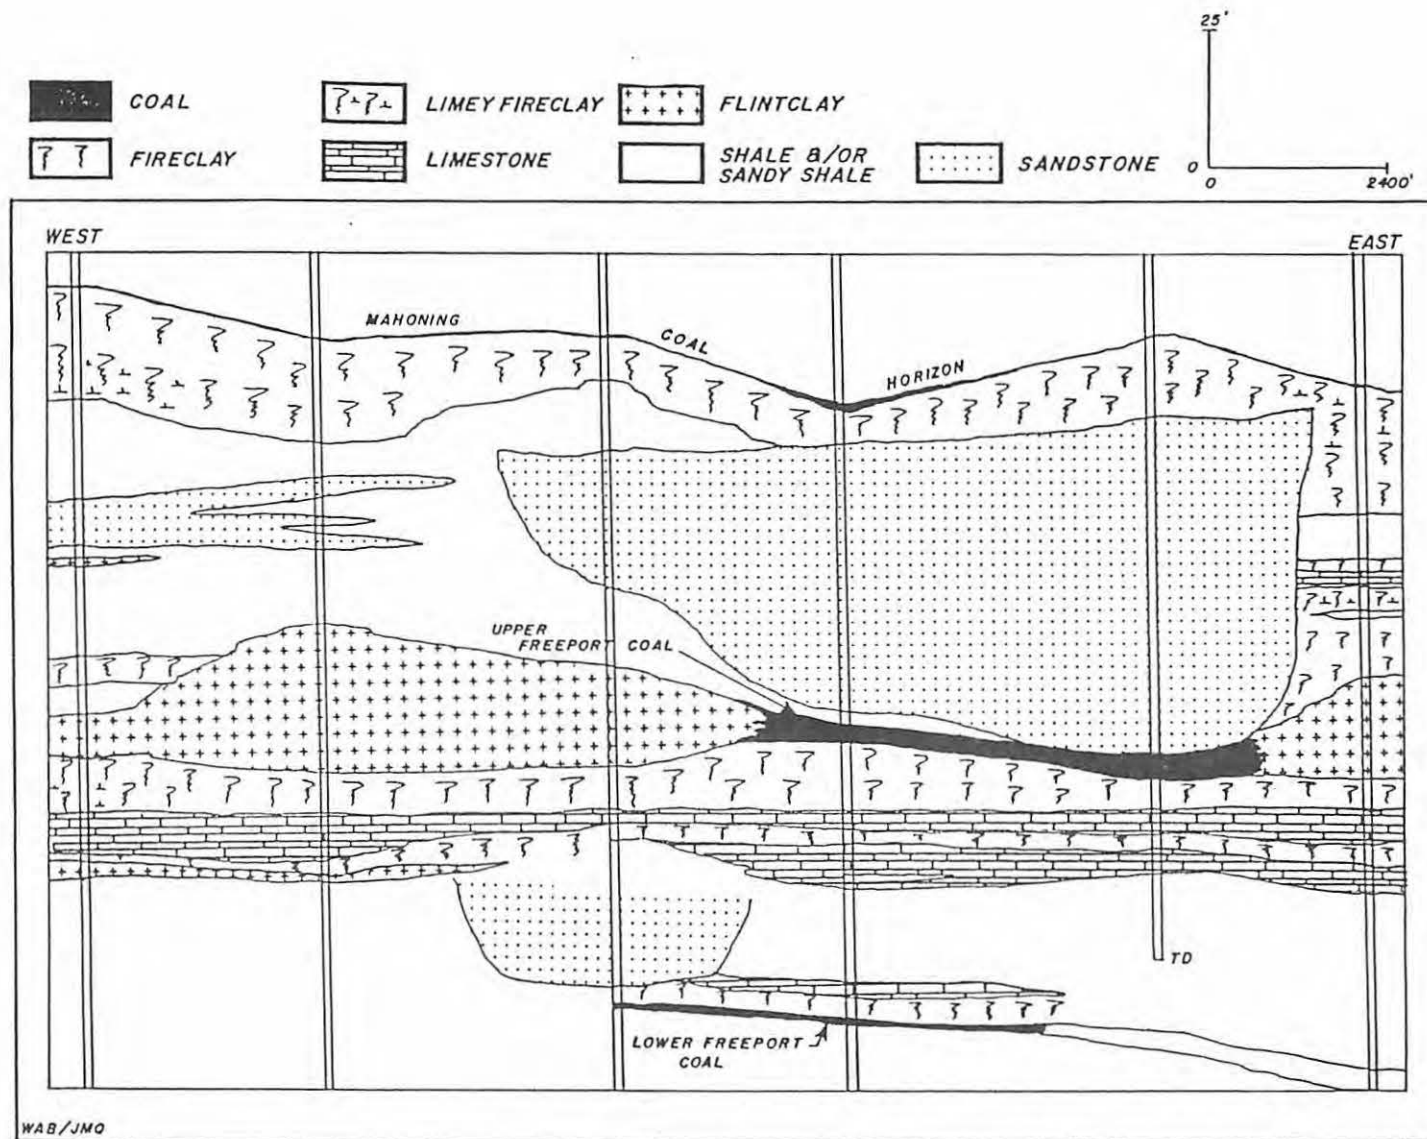 25'
0
0
2400'
COAL
LIMEY FIRECLAY
FLINTCLAY
FIRECLAY
LIMESTONE
SHALE &/OR
SANDY SHALE
SANDSTONE
WEST
EAST
MAHONING
COAL
HORIZON
UPPER
FREEPORT COAL
TD
LOWER FREEPORT
COAL
WAB/JMQ